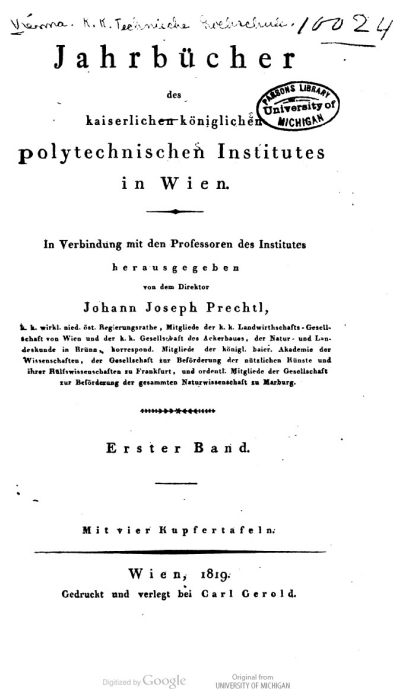 Vienna. K. K. Technische Hochschule. 10024
Jahrbücher
des
kaiserlichen königlichen
polytechnischen Institutes
in Wien.
PARSONS LIBRARY
University of
MICHIGAN
In Verbindung mit den Professoren des Institutes
herausgegeben
von dem Director
Johann Joseph Prechtl,
k. k. wirkl. nied. öst. Regierungsrathe, Mitgliede der k. k. Landwirthschafts-Gesell-
schaft von Wien und der k. k. Gesellschaft des Ackerbaues, der Natur- und Lan-
deskunde in Brünn, korrespond. Mitgliede der königl. baier. Akademie der
Wissenschaften, der Gesellschaft zur Beförderung der nützlichen Künste und
ihrer Hülfswissenschaften zu Frankfurt, und ordentl. Mitgliede der Gesellschaft
zur Beförderung der gesammten Naturwissenschaft zu Marburg.
Erster Band.
Mit vier Kupfertafeln.
Wien, 1819.
Gedruckt und verlegt bei Carl Gerold.
Digitized by Google
Original from
UNIVERSITY OF MICHIGAN